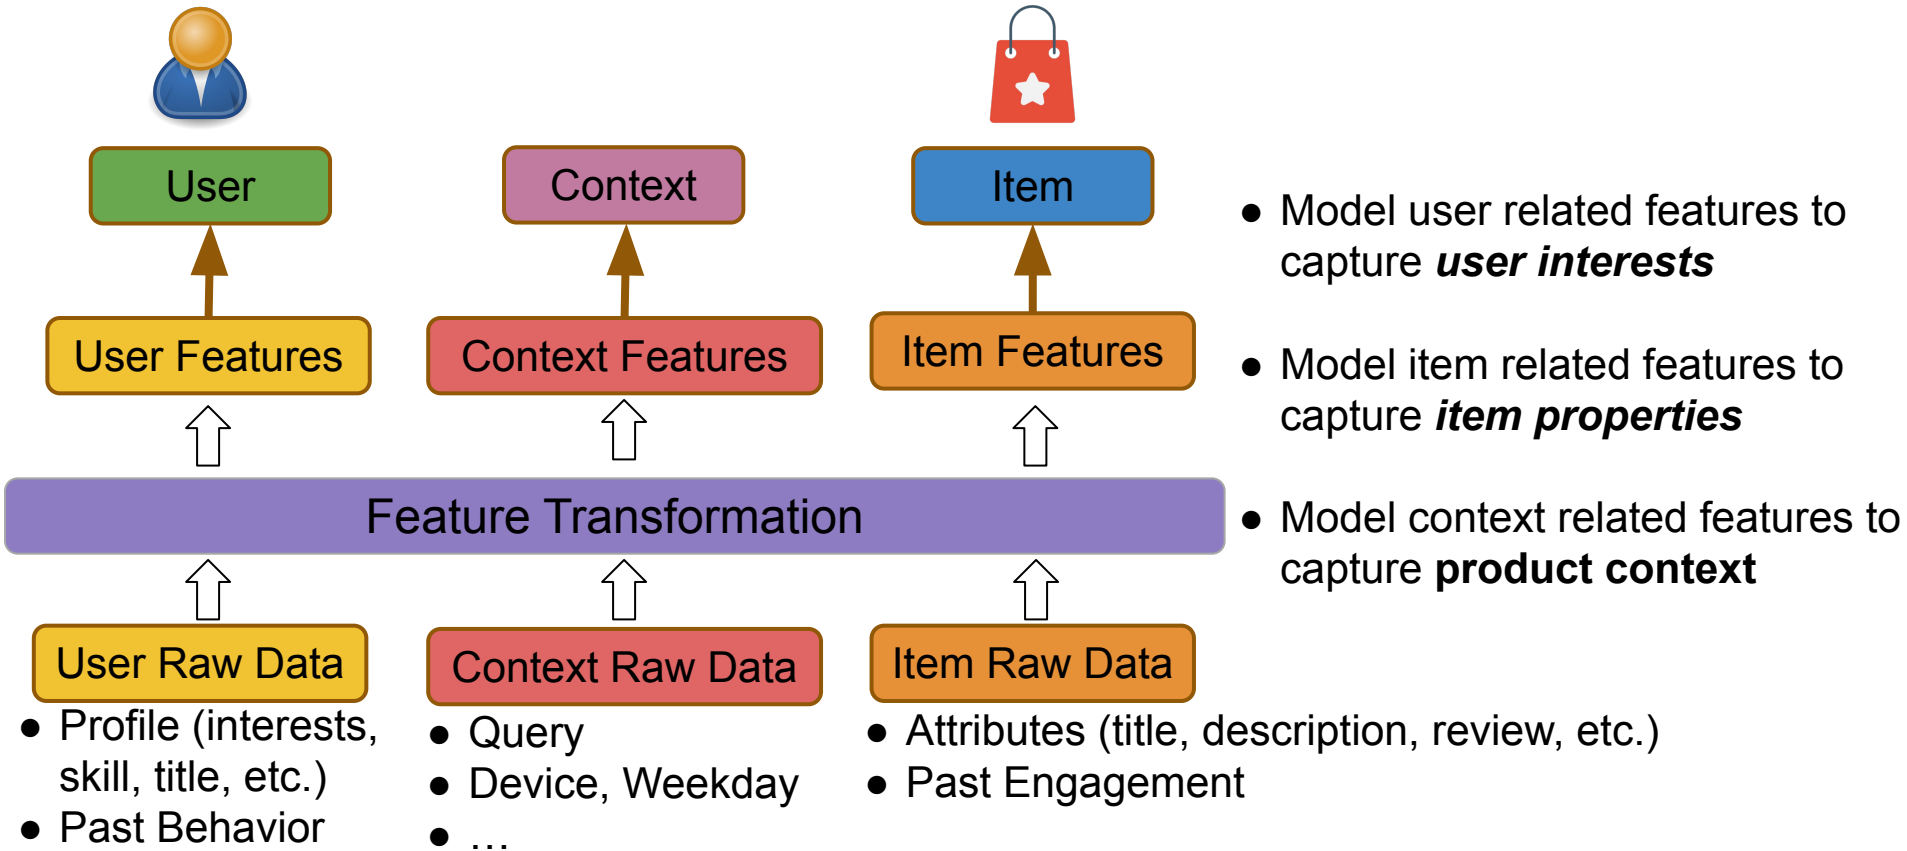 User
Context
Item
User Features
Context Features
Item Features
Feature Transformation
User Raw Data
Context Raw Data
Item Raw Data
● Profile (interests,
skill, title, etc.)
● Past Behavior
● Query
● Device, Weekday
● ...
● Attributes (title, description, review, etc.)
● Past Engagement
● Model user related features to
capture user interests
● Model item related features to
capture item properties
● Model context related features to
capture product context